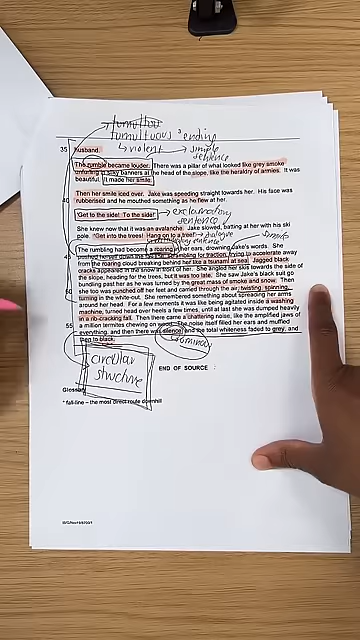 tumultuous ending
→ violent → simple sentence
35 husband.
The rumble became louder. There was a pillar of what looked like grey smoke
unfurling in silky banners at the head of the slope, like the heraldry of armies. It was
beautiful. It made her smile.
Then her smile iced over. Jake was speeding straight towards her. His face was
40 rubberised and he mouthed something as he flew at her.
'Get to the side! To the side!' → exclamatory sentence
She knew now that it was an avalanche. Jake slowed, batting at her with his ski
pole. 'Get into the trees! Hang on to a tree!' → dialogue
The rumbling had become a roaring in her ears, drowning Jake's words. She
45 scrambling for traction, trying to accelerate away
from the roaring cloud breaking behind her like a tsunami at sea. Jagged black
cracks appeared in the snow in front of her. She angled her skis towards the side of
the slope, heading for the trees, but it was too late. She saw Jake's black suit go
bundling past her as he was turned by the great mass of smoke and snow. Then
50 she too was punched off her feet and carried through the air, twisting, spinning,
turning in the white-out. She remembered something about spreading her arms
around her head. For a few moments it was like being agitated inside a washing
machine, turned head over heels a few times, until at last she was dumped heavily
in a rib-cracking fall. Then there came a chattering noise, like the amplified jaws of
55 a million termites chewing on wood. The noise itself filled her ears and muffled
everything, and then there was silence, and the total whiteness faded to grey, and
then to black.
circular structure
END OF SOURCE
Glossary
* fall-line – the most direct route downhill